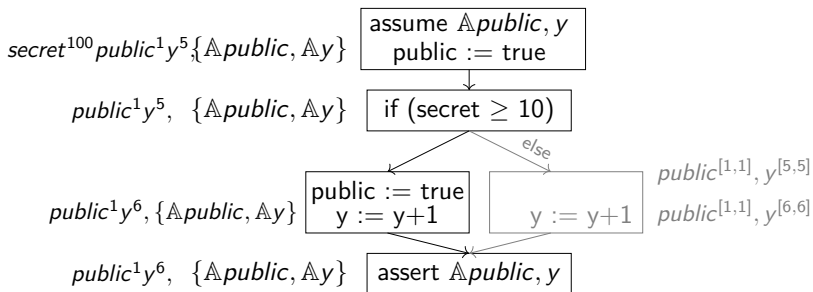 assume 𝔸public, y
secret¹⁰⁰public¹y⁵,{𝔸public, 𝔸y}
public := true
public¹y⁵, {𝔸public, 𝔸y}
if (secret ≥ 10)
else
public^[1,1], y^[5,5]
public := true
public¹y⁶, {𝔸public, 𝔸y}
y := y+1
y := y+1
public^[1,1], y^[6,6]
public¹y⁶, {𝔸public, 𝔸y}
assert 𝔸public, y